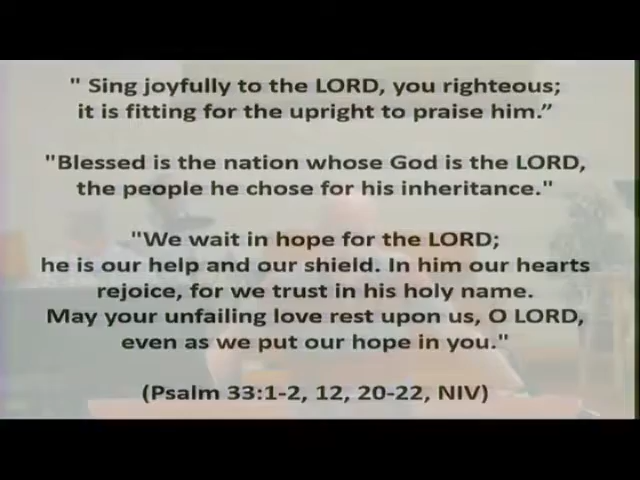 " Sing joyfully to the LORD, you righteous;
it is fitting for the upright to praise him.”
"Blessed is the nation whose God is the LORD,
the people he chose for his inheritance."
"We wait in hope for the LORD;
he is our help and our shield. In him our hearts
rejoice, for we trust in his holy name.
May your unfailing love rest upon us, O LORD,
even as we put our hope in you."
(Psalm 33:1-2, 12, 20-22, NIV)